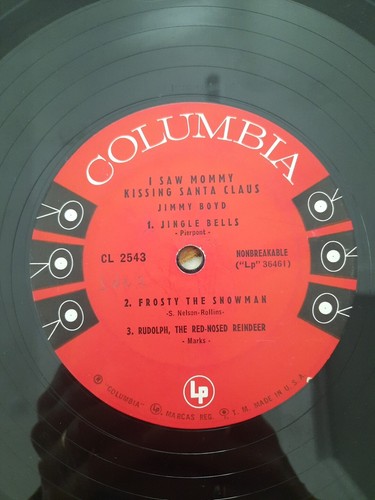 COLUMBIA
I SAW MOMMY
KISSING SANTA CLAUS
JIMMY BOYD
1. JINGLE BELLS
- Pierpont -
CL 2543
NONBREAKABLE
("Lp" 36461)
2. FROSTY THE SNOWMAN
-S. Nelson-Rollins-
3. RUDOLPH, THE RED-NOSED REINDEER
- Marks -
Lp
® "COLUMBIA" MARCAS REG. T. M. MADE IN U. S. A.